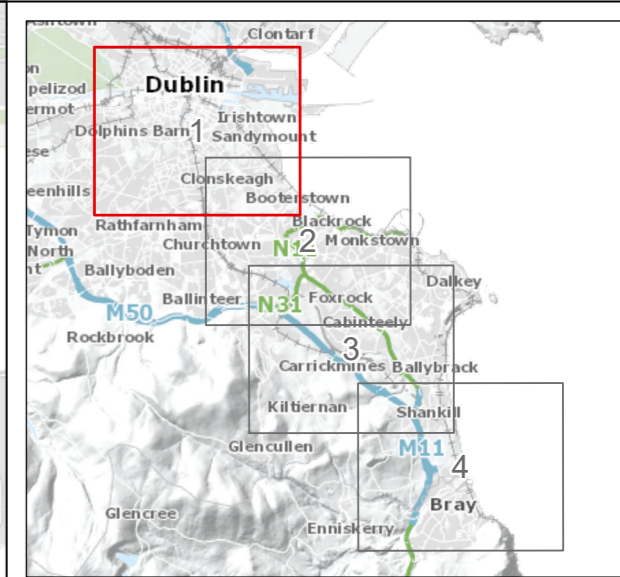 Clontarf
Dublin
Irishtown
Dolphins Barn
1
Sandymount
Clonskeagh
Booterstown
Rathfarnham
Blackrock
Tymon
North
Churchtown
2
Monkstown
Ballyboden
Dalkey
Ballinteer
N31
Foxrock
M50
Cabinteely
Rockbrook
3
Carrickmines
Ballybrack
Kiltiernan
Shankill
Glencullen
M11
4
Glencree
Bray
Enniskerry